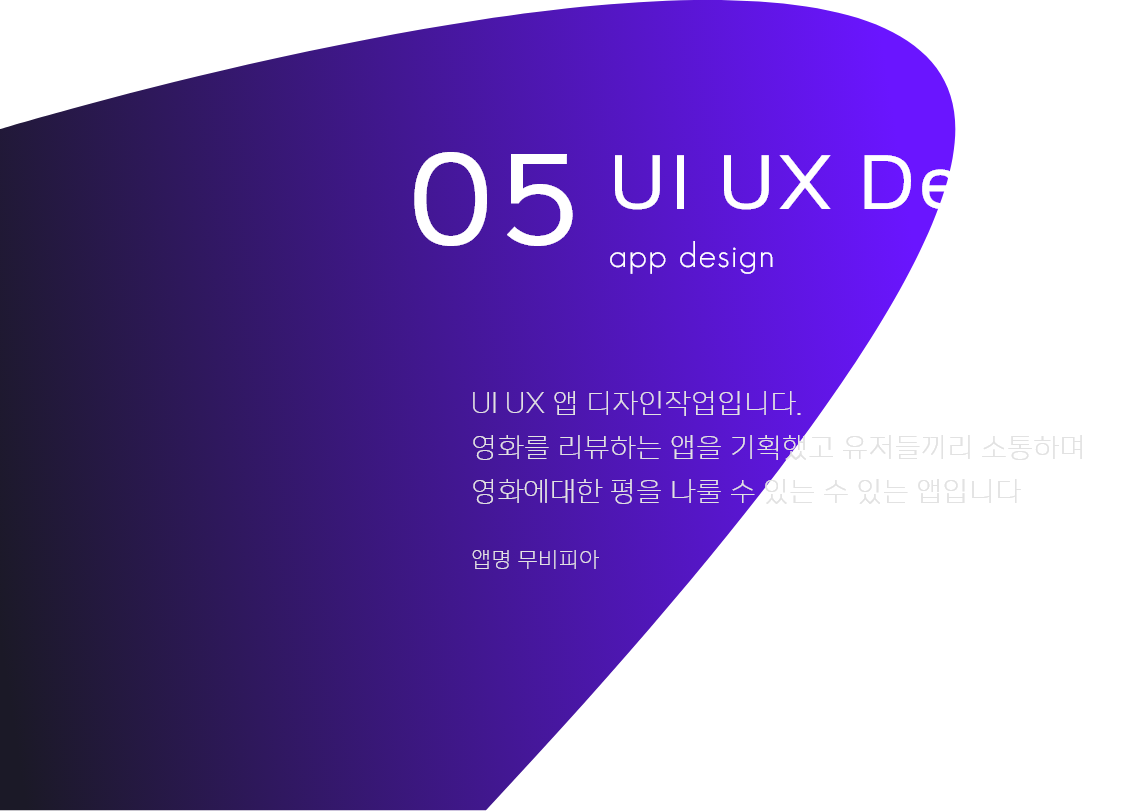 05 UI UX De
app design
UI UX 앱 디자인작업입니다.
영화를 리뷰하는 앱을 기획했고 유저들끼리 소통하며
영화에대한 평을 나룰 수 있는 수 있는 앱입니다
앱명 무비피아